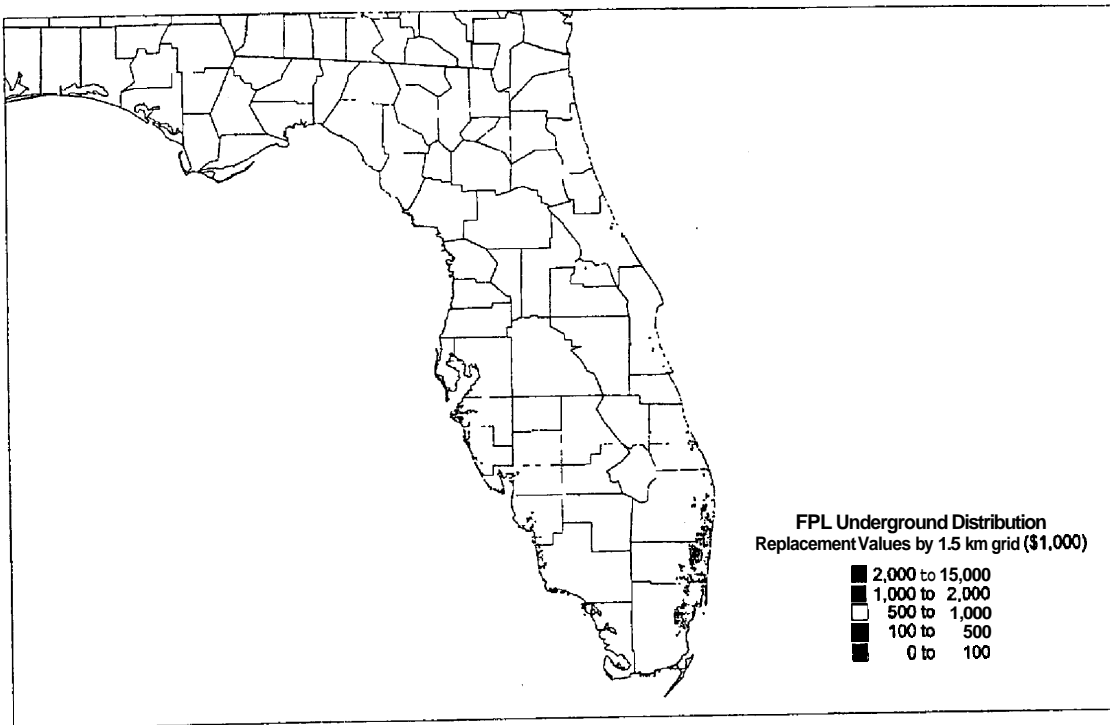 FPL Underground Distribution
Replacement Values by 1.5 km grid ($1,000)
2,000 to 15,000
1,000 to 2,000
500 to 1,000
100 to 500
0 to 100